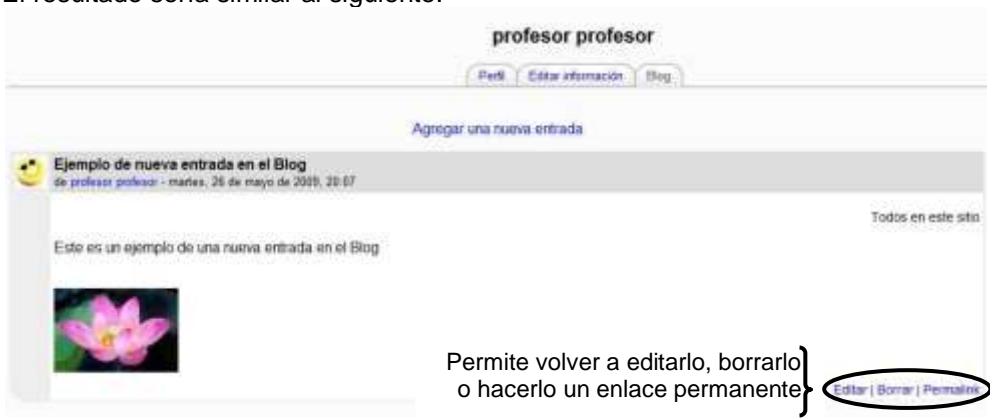 El resultado sería similar al siguiente:
profesor profesor
Perfil Editar información Blog
Agregar una nueva entrada
Ejemplo de nueva entrada en el Blog
de profesor profesor - martes, 26 de mayo de 2009, 20:07
Todos en este sitio
Este es un ejemplo de una nueva entrada en el Blog
Permite volver a editarlo, borrarlo
o hacerlo un enlace permanente
Editar | Borrar | Permalink